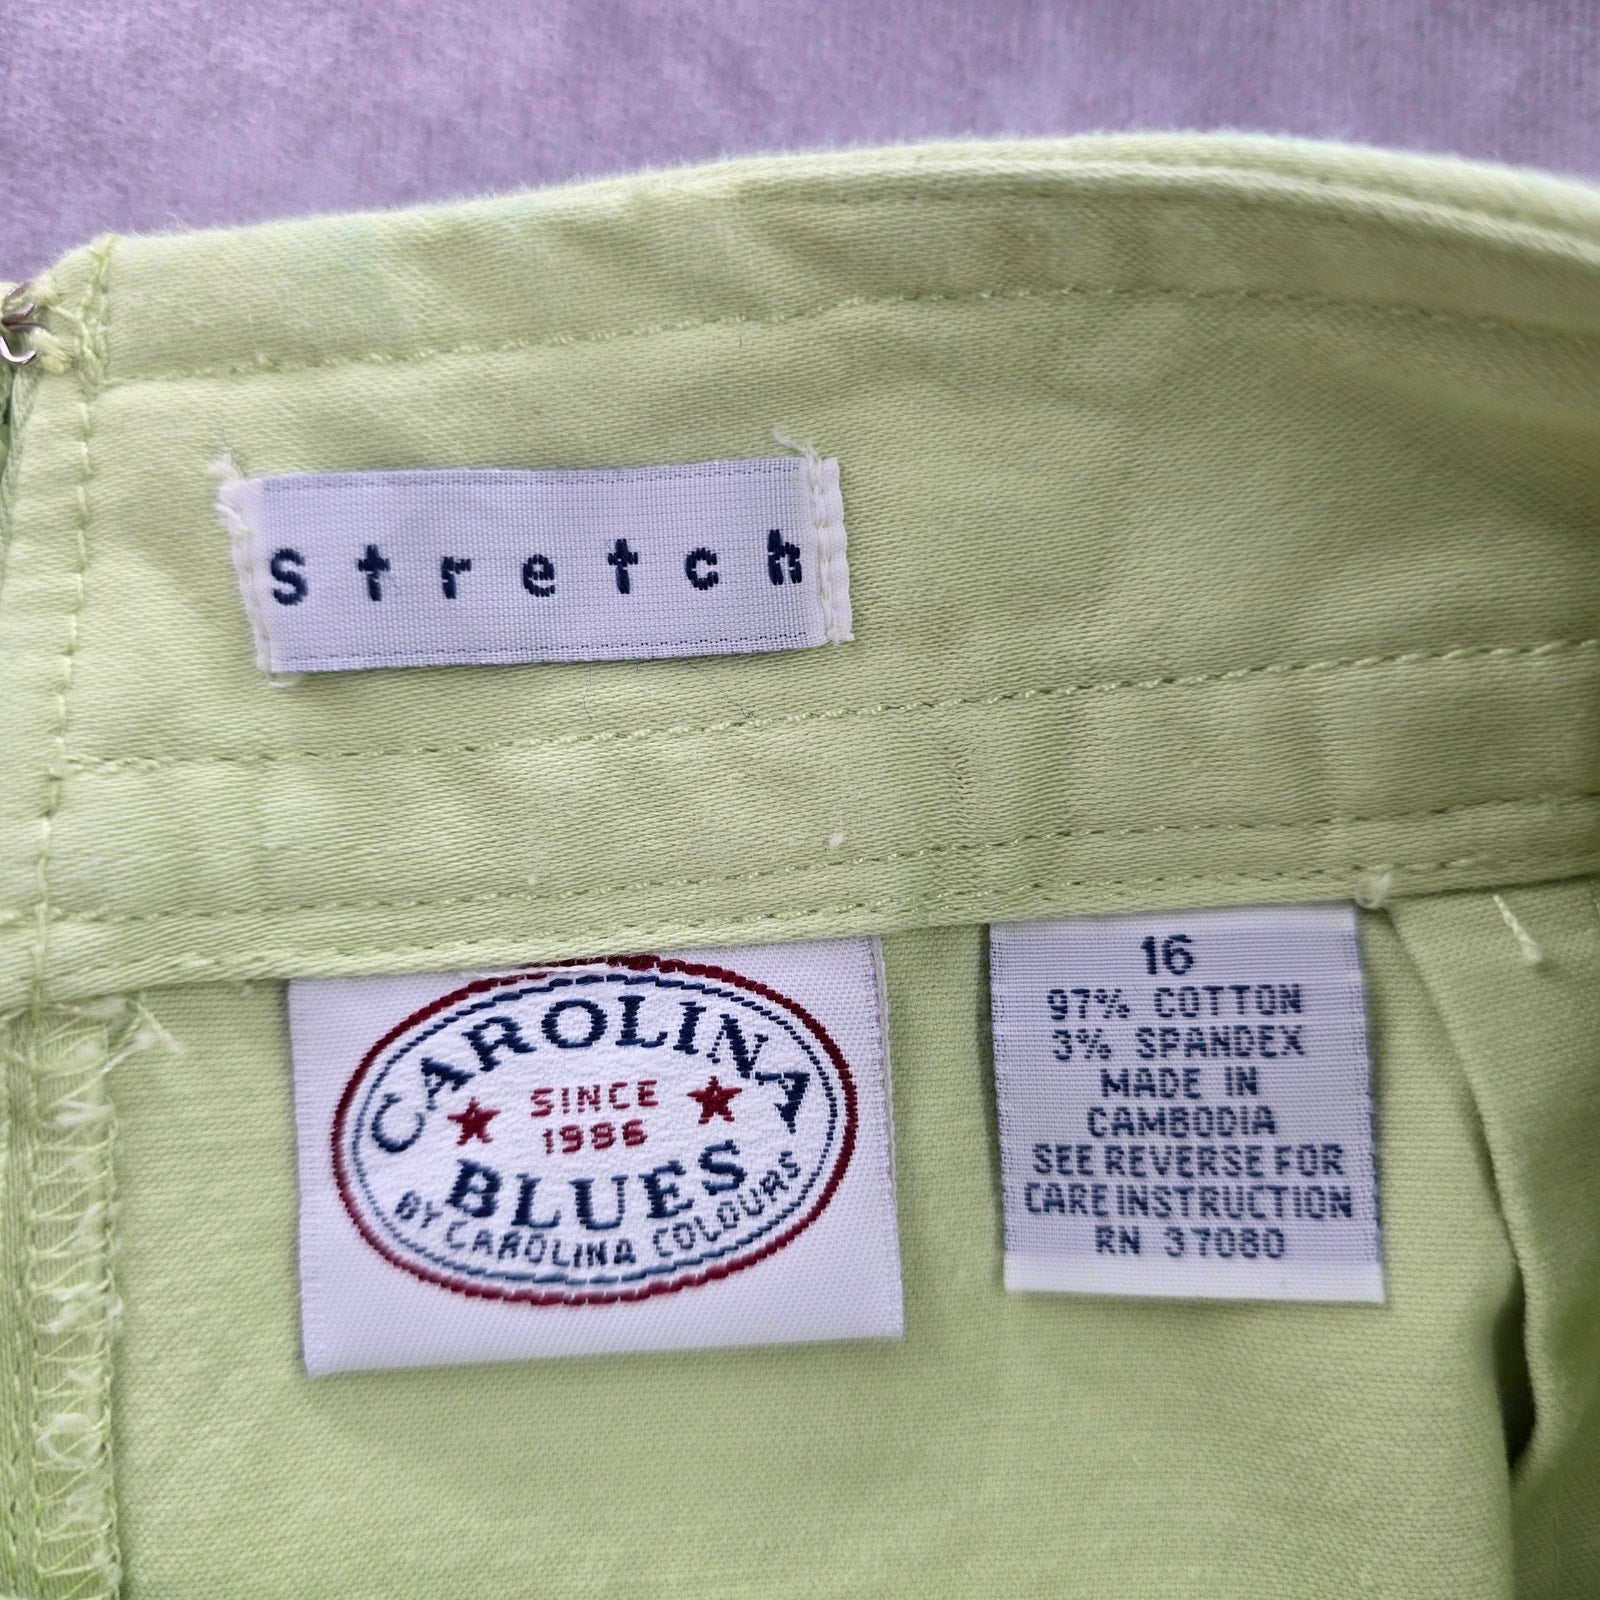 Stretch
CAROLINA
SINCE
1996
BLUES
BY CAROLINA COLOURS
16
97% COTTON
3% SPANDEX
MADE IN
CAMBODIA
SEE REVERSE FOR
CARE INSTRUCTION
RN 37080